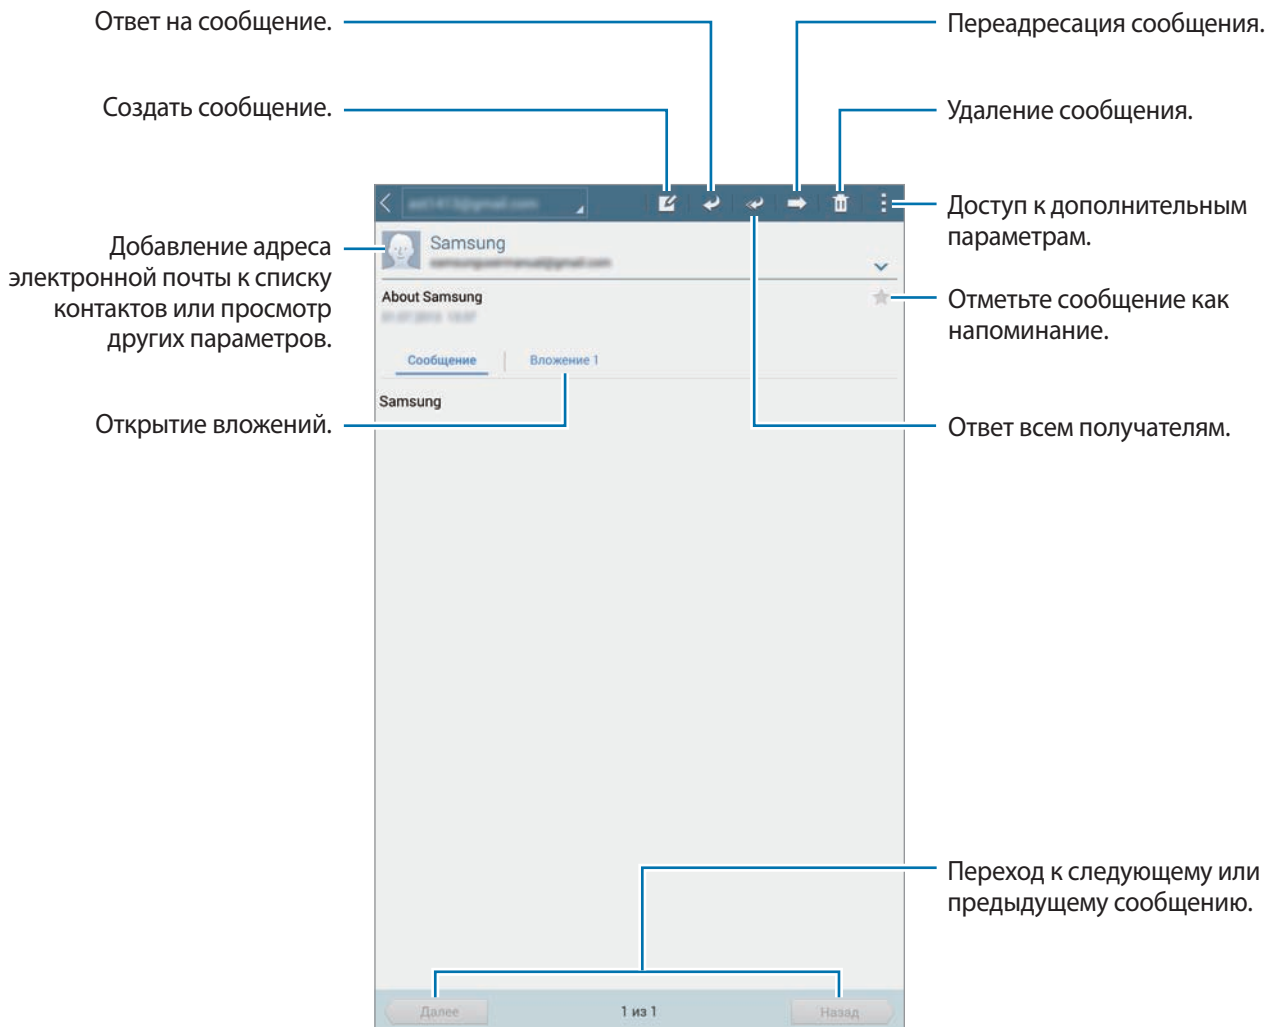 Ответ на сообщение.
Переадресация сообщения.
Создать сообщение.
Удаление сообщения.
Доступ к дополнительным
параметрам.
Samsung
Добавление адреса
электронной почты к списку
контактов или просмотр
других параметров.
About Samsung
Отметьте сообщение как
напоминание.
Сообщение
Вложение 1
Samsung
Открытие вложений.
Ответ всем получателям.
Переход к следующему или
предыдущему сообщению.
Далее
1 из 1
Назад